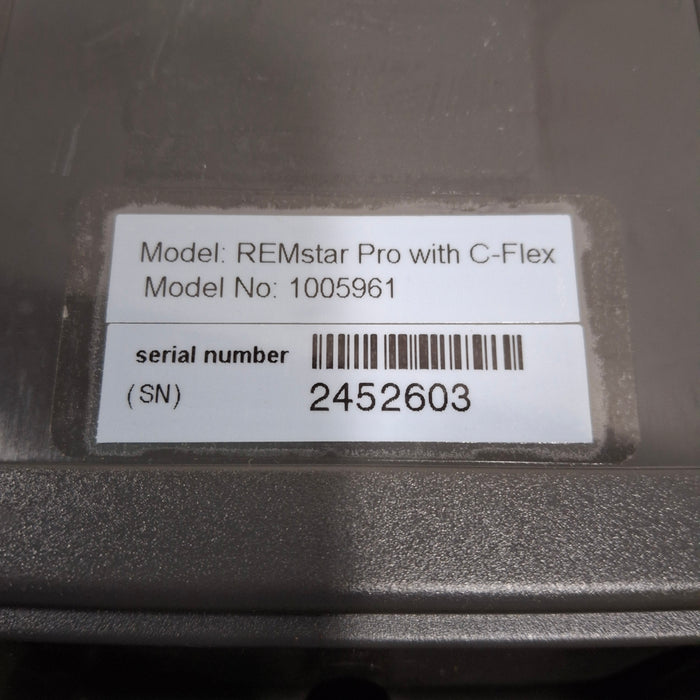 Model: REMstar Pro with C-Flex
Model No: 1005961
serial number
(SN) 2452603